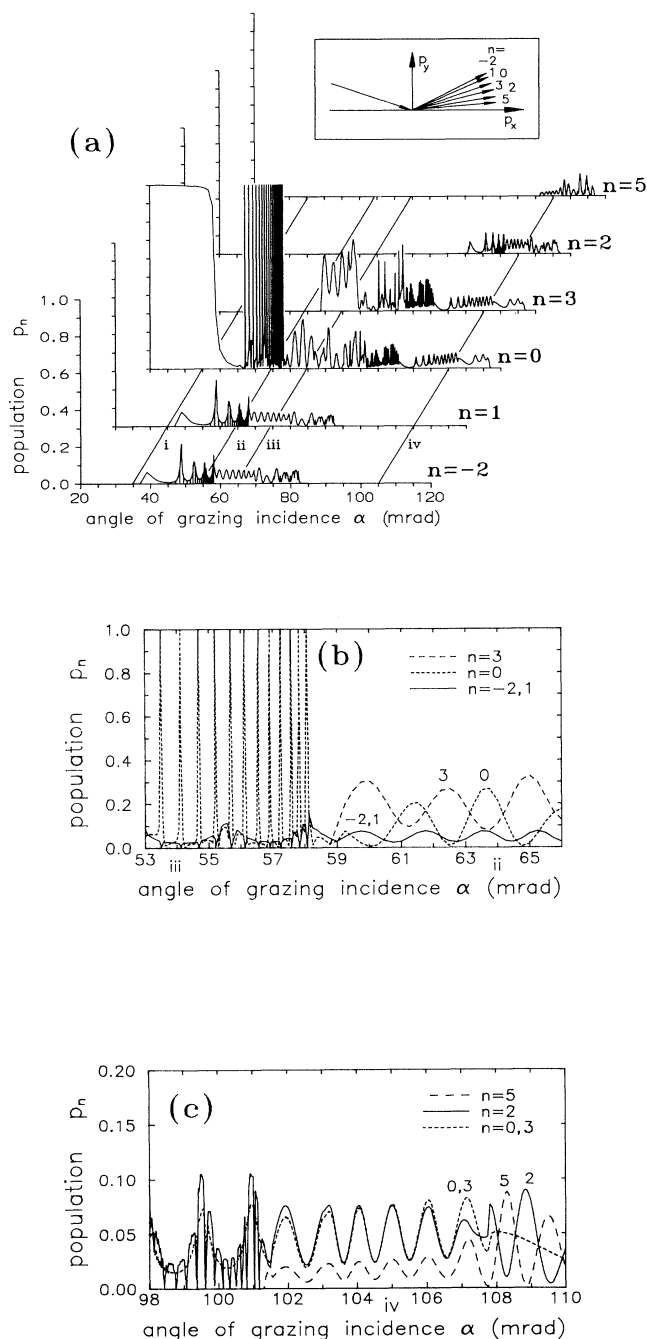 n=
-2
1 0
3 2
5
p_y
p_x
(a)
n=5
n=2
n=3
n=0
n=1
n=-2
1.0
0.8
0.6
0.4
0.2
0.0
population p_n
i
ii
iii
iv
20 40 60 80 100 120
angle of grazing incidence α (mrad)
(b)
n=3
n=0
n=-2,1
1.0
0.8
0.6
0.4
0.2
0.0
population p_n
3
0
-2,1
53 55 57 59 61 63 65
iii
ii
angle of grazing incidence α (mrad)
(c)
n=5
n=2
n=0,3
0.20
0.15
0.10
0.05
0.00
population p_n
0,3
5
2
98 100 102 104 106 108 110
iv
angle of grazing incidence α (mrad)